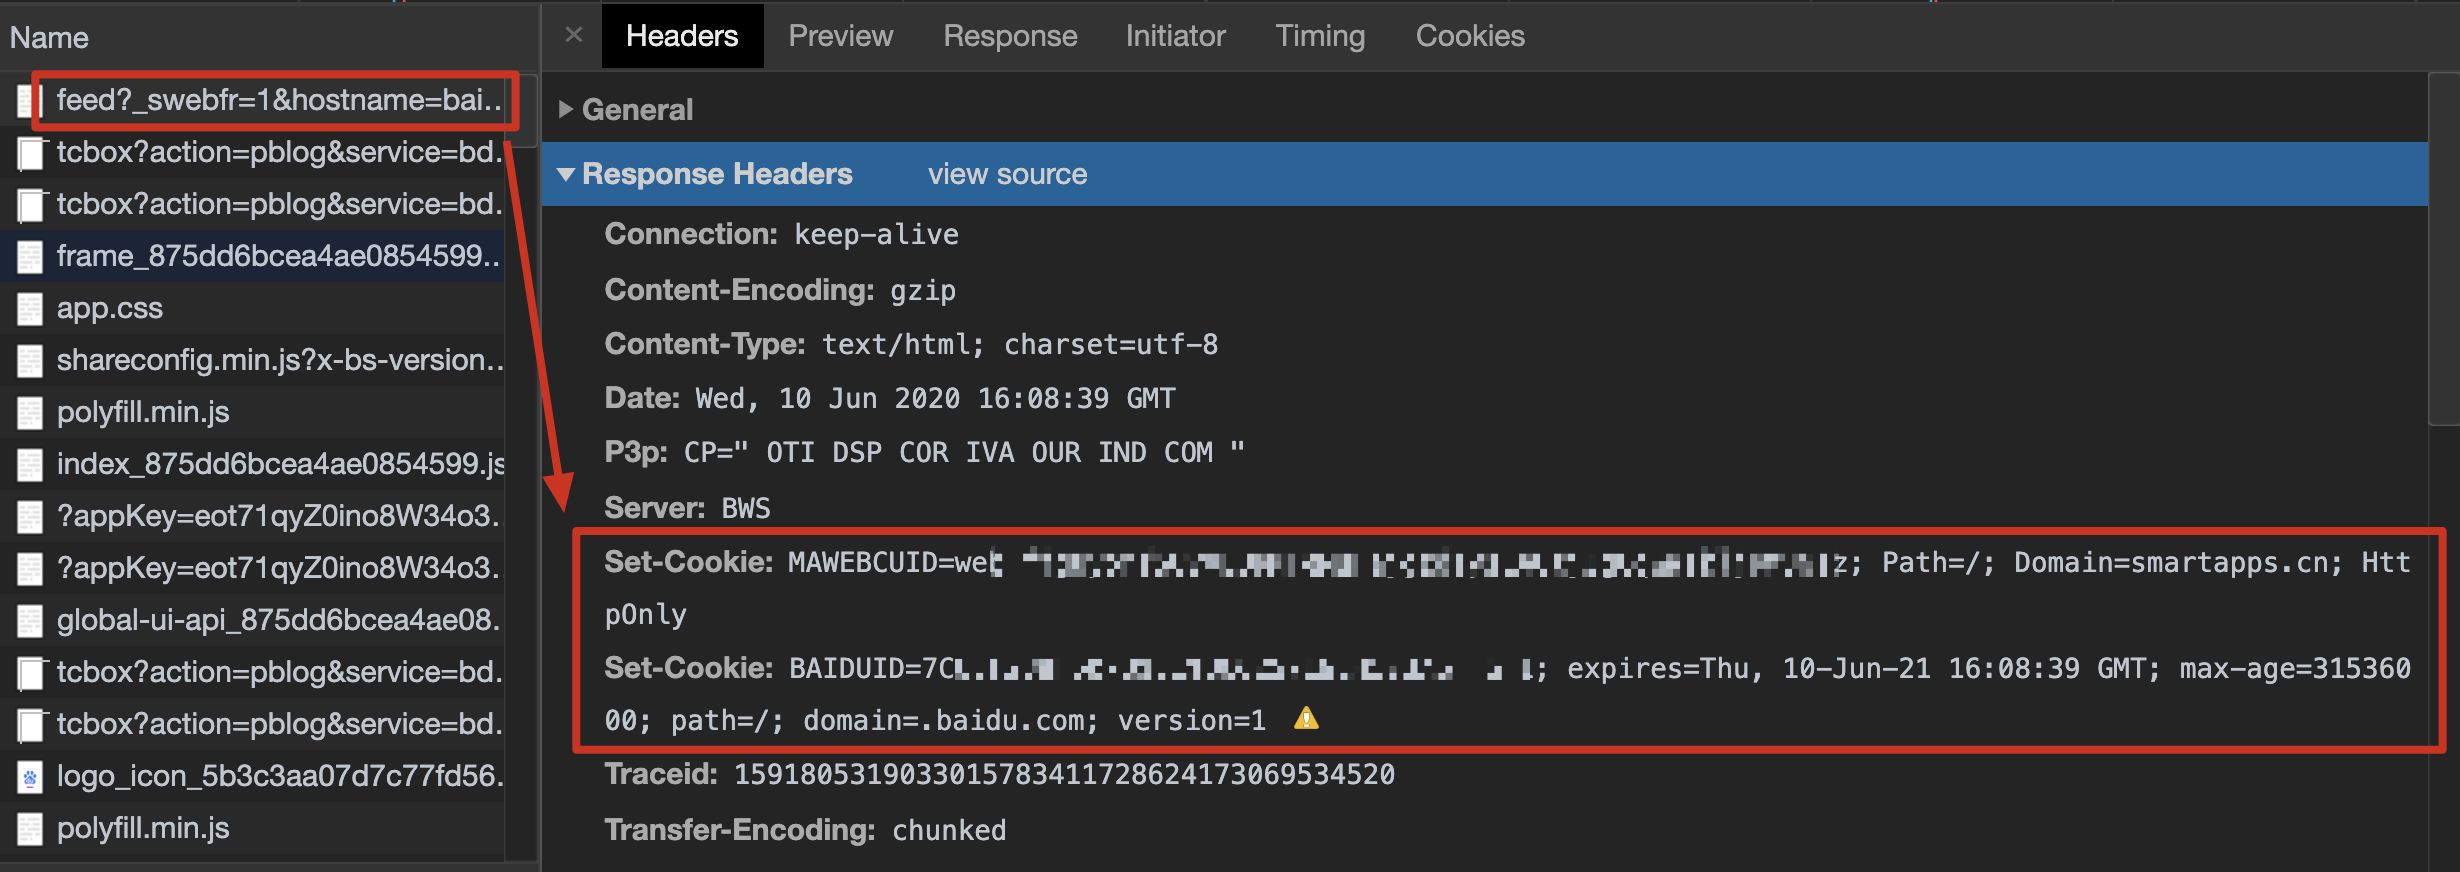 Name
feed?_swebfr=1&hostname=bai..
tcbox?action=pblog&service=bd.
tcbox?action=pblog&service=bd.
frame_875dd6bcea4ae0854599..
app.css
shareconfig.min.js?x-bs-version..
polyfill.min.js
index_875dd6bcea4ae0854599.js
?appKey=eot71qyZ0ino8W34o3.
?appKey=eot71qyZ0ino8W34o3.
global-ui-api_875dd6bcea4ae08.
tcbox?action=pblog&service=bd.
tcbox?action=pblog&service=bd.
logo_icon_5b3c3aa07d7c77fd56.
polyfill.min.js
× Headers Preview Response Initiator Timing Cookies
General
Response Headers view source
Connection: keep-alive
Content-Encoding: gzip
Content-Type: text/html; charset=utf-8
Date: Wed, 10 Jun 2020 16:08:39 GMT
P3p: CP=" OTI DSP COR IVA OUR IND COM "
Server: BWS
Set-Cookie: MAWEBCUID=we z; Path=/; Domain=smartapps.cn; Htt
pOnly
Set-Cookie: BAIDUID=7C ; expires=Thu, 10-Jun-21 16:08:39 GMT; max-age=315360
00; path=/; domain=.baidu.com; version=1
Traceid: 1591805319033015783411728624173069534520
Transfer-Encoding: chunked